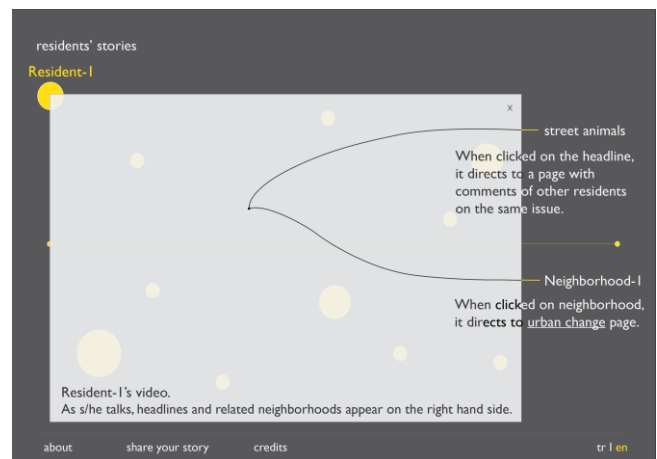 residents' stories
Resident-1
x
street animals
When clicked on the headline,
it directs to a page with
comments of other residents
on the same issue.
Neighborhood-1
When clicked on neighborhood,
it directs to urban change page.
Resident-1's video.
As s/he talks, headlines and related neighborhoods appear on the right hand side.
about share your story credits tr l en